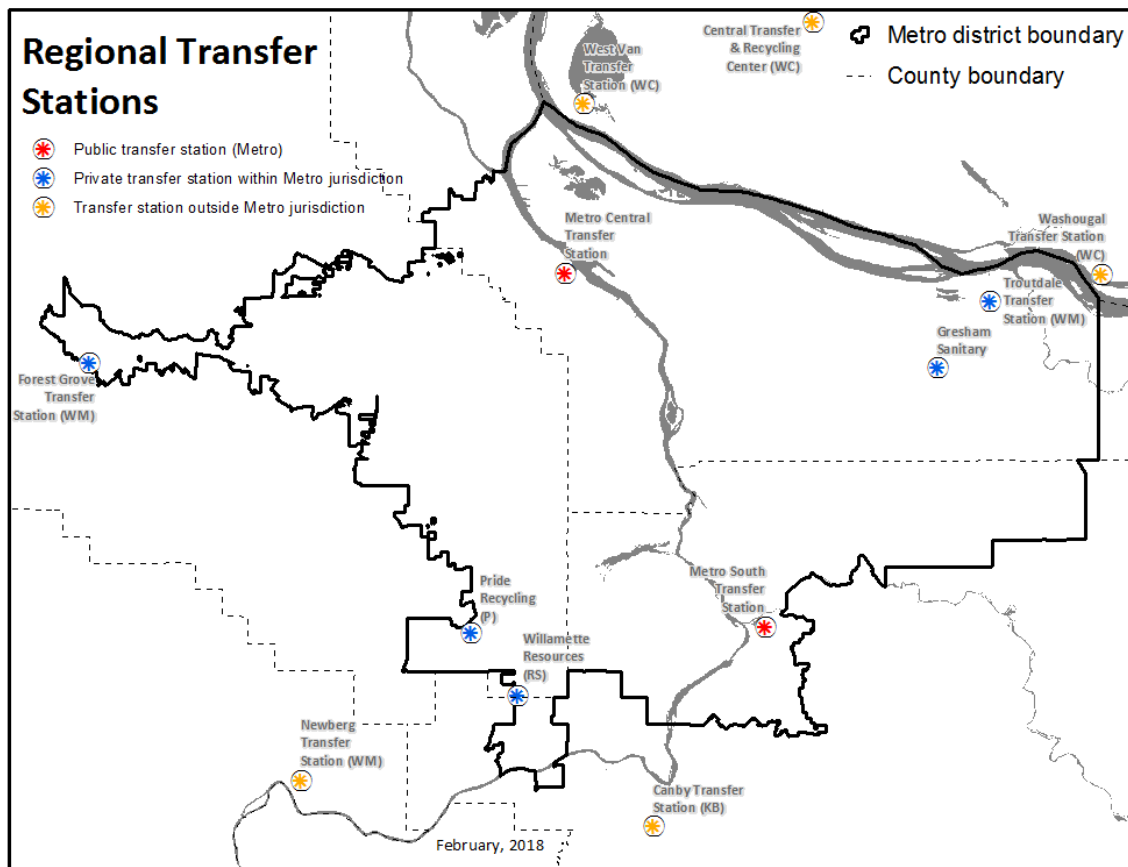 Regional Transfer
Stations
Public transfer station (Metro)
Private transfer station within Metro jurisdiction
Transfer station outside Metro jurisdiction
West Van
Transfer
Station (WC)
Central Transfer
& Recycling
Center (WC)
Metro district boundary
County boundary
Metro Central
Transfer
Station
Washougal
Transfer Station
(WC)
Troutdale
Transfer
Station (WM)
Gresham
Sanitary
Forest Grove
Transfer
Station (WM)
Pride
Recycling
(P)
Willamette
Resources
(RS)
Metro South
Transfer
Station
Newberg
Transfer
Station (WM)
Canby Transfer
Station (KB)
February, 2018